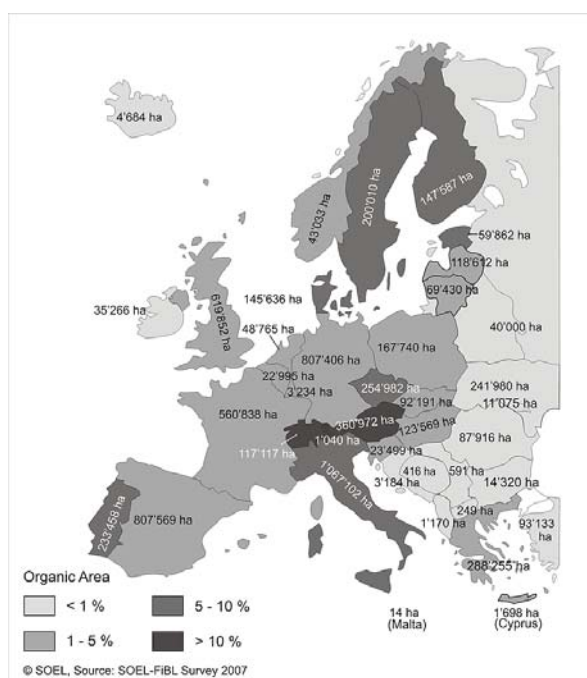 4'684 ha
200'010 ha
147'587 ha
43'033 ha
59'862 ha
118'612 ha
69'430 ha
35'266 ha
619'852 ha
145'636 ha
48'765 ha
40'000 ha
807'406 ha
167'740 ha
22'995 ha
3'234 ha
254'982 ha
241'980 ha
92'191 ha
11'075 ha
560'838 ha
360'972 ha
123'569 ha
87'916 ha
117'117 ha
1'040 ha
23'499 ha
1'067'102 ha
3'184 ha
416 ha
591 ha
14'320 ha
233'458 ha
807'569 ha
249 ha
1'170 ha
93'133
ha
288'255 ha
14 ha
(Malta)
1'698 ha
(Cyprus)
Organic Area
< 1 %
5 - 10 %
1 - 5 %
> 10 %
© SOEL, Source: SOEL-FiBL Survey 2007